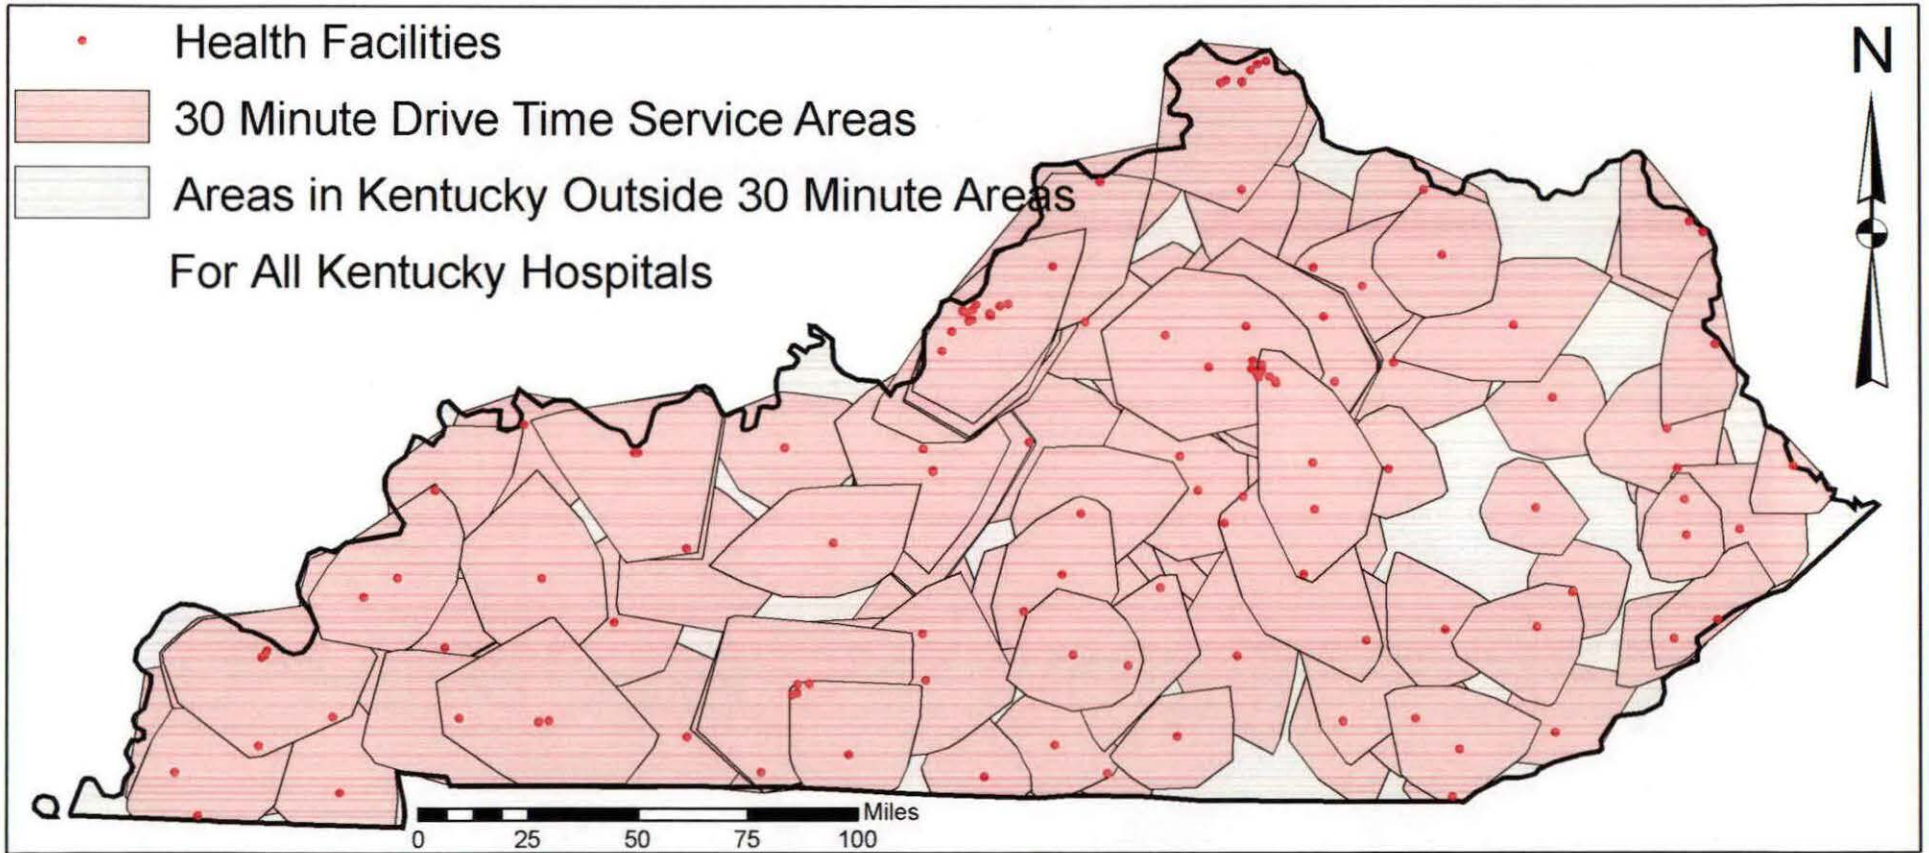 Health Facilities
30 Minute Drive Time Service Areas
Areas in Kentucky Outside 30 Minute Areas
For All Kentucky Hospitals
N
Miles
0 25 50 75 100